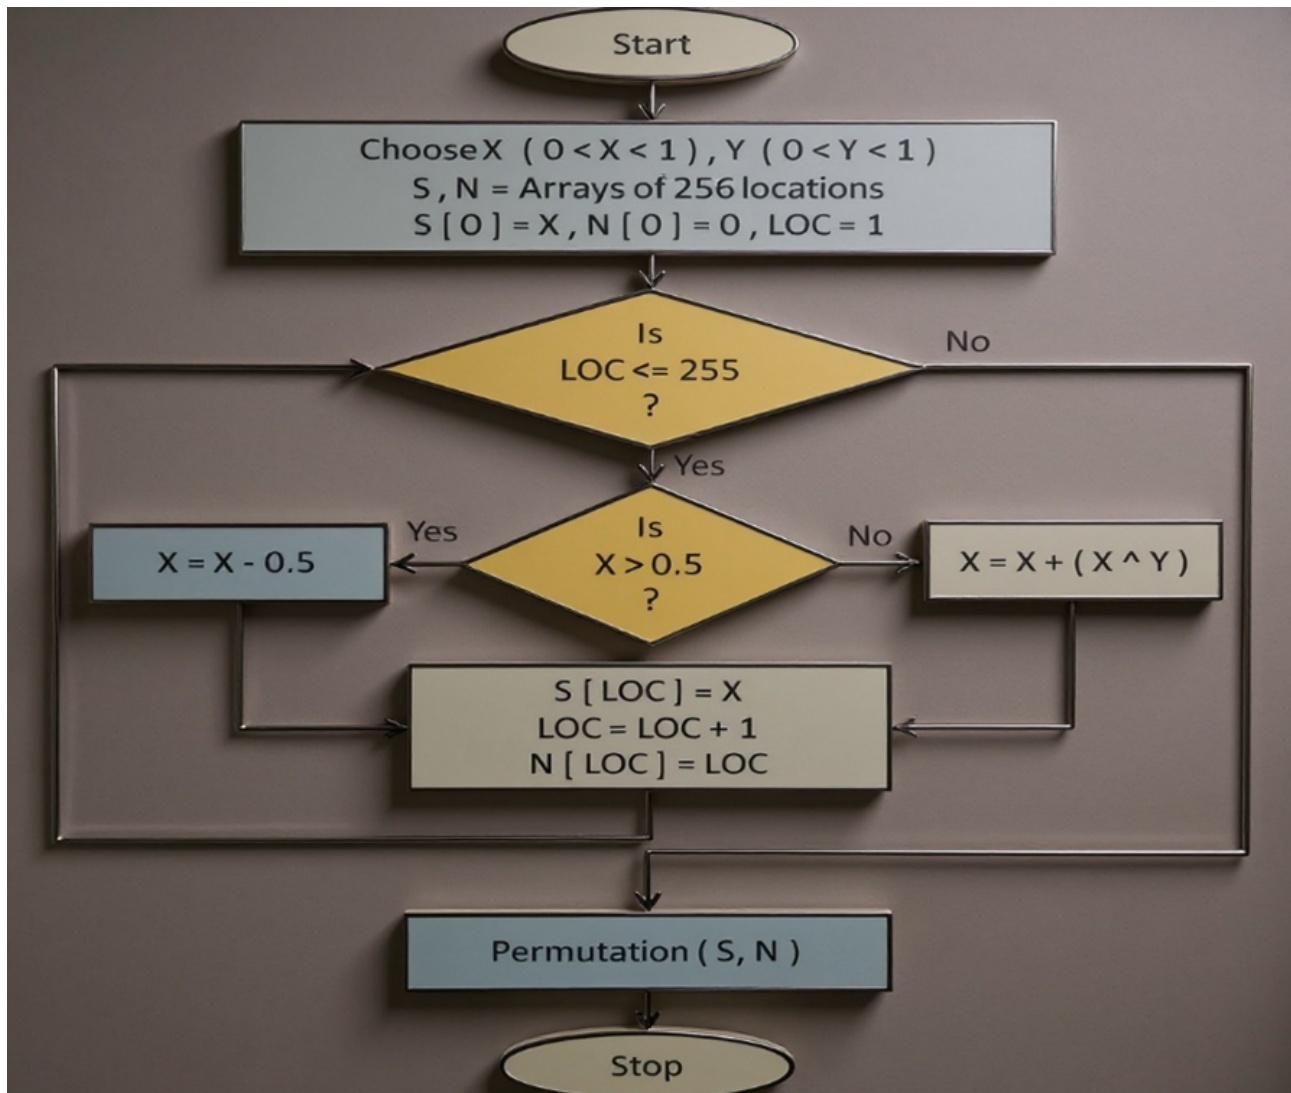 Start
Choose X ( 0 < X < 1 ) , Y ( 0 < Y < 1 )
S , N = Arrays of 256 locations
S [ 0 ] = X , N [ 0 ] = 0 , LOC = 1
Is
LOC <= 255
?
No
Yes
Is
X > 0.5
?
Yes
No
X = X - 0.5
X = X + ( X ^ Y )
S [ LOC ] = X
LOC = LOC + 1
N [ LOC ] = LOC
Permutation ( S, N )
Stop